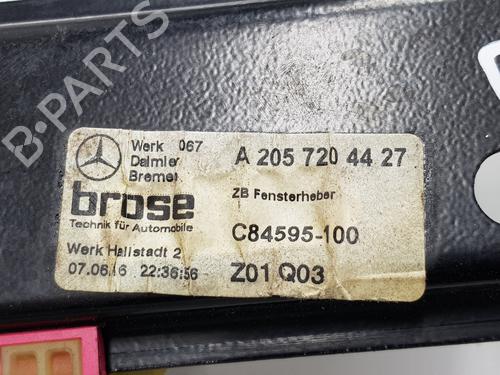 Werk 067
Daimler
Bremen
A 205 720 44 27
brose
Technik für Automobile
ZB Fensterheber
C84595-100
Werk Hallstadt 2
07.06.16 22:36:56
Z01 Q03